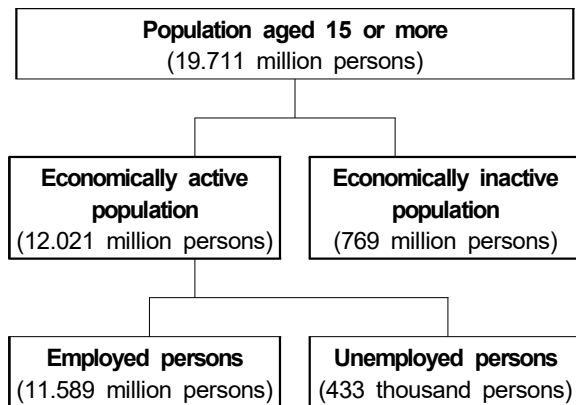 Population aged 15 or more
(19.711 million persons)
Economically active
population
(12.021 million persons)
Economically inactive
population
(769 million persons)
Employed persons
(11.589 million persons)
Unemployed persons
(433 thousand persons)